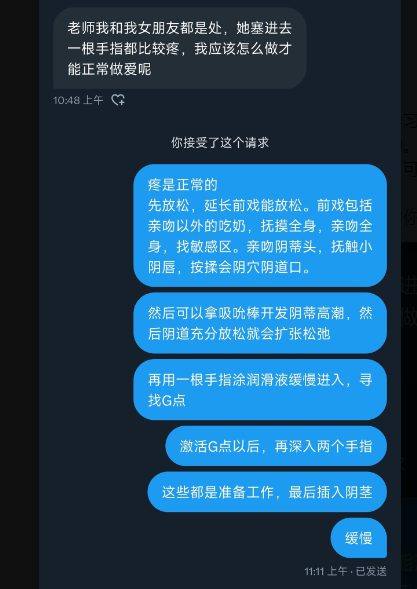 老师我和我女朋友都是处，她塞进去
一根手指都比较疼，我应该怎么做才
能正常做爱呢
10:48 上午
你接受了这个请求
疼是正常的
先放松，延长前戏能放松。前戏包括
亲吻以外的吃奶，抚摸全身，亲吻全
身，找敏感区。亲吻阴蒂头，抚触小
阴唇，按揉会阴穴阴道口。
然后可以拿吸吮棒开发阴蒂高潮，然
后阴道充分放松就会扩张松弛
再用一根手指涂润滑液缓慢进入，寻
找G点
激活G点以后，再深入两个手指
这些都是准备工作，最后插入阴茎
缓慢
11:11 上午 · 已发送